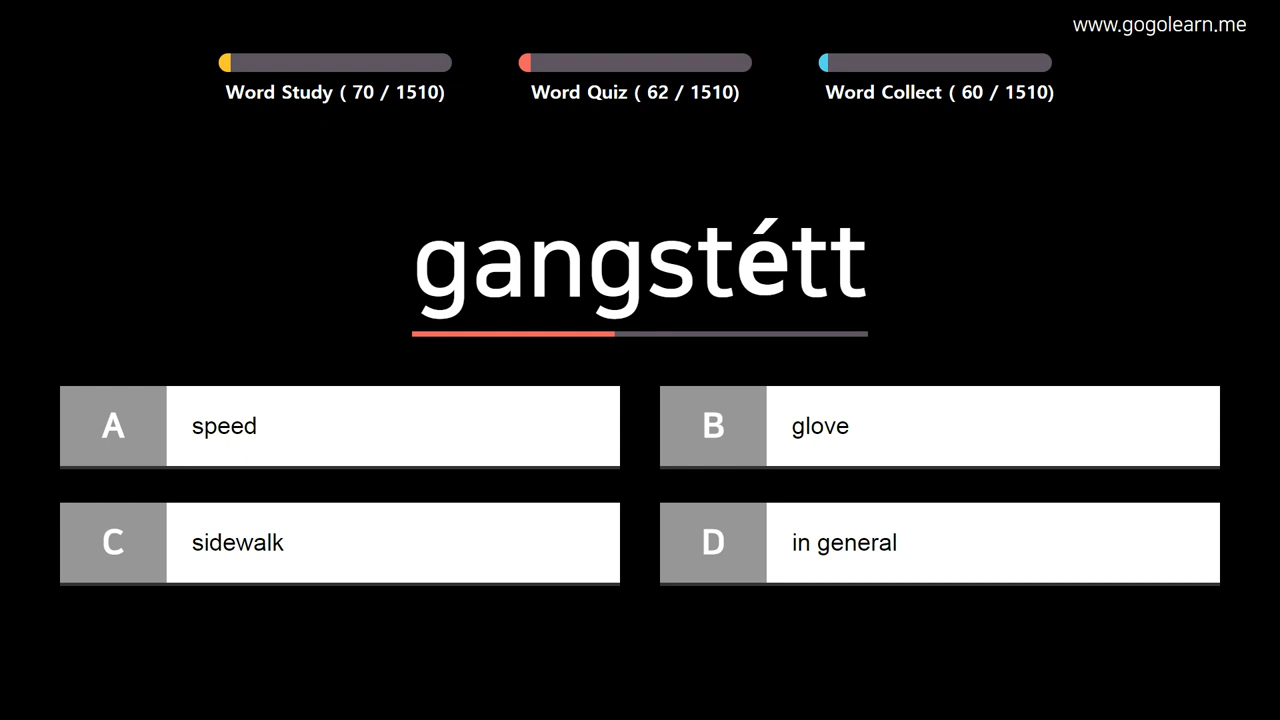 www.gogolearn.me
Word Study ( 70 / 1510)
Word Quiz ( 62 / 1510)
Word Collect ( 60 / 1510)
gangstétt
A speed
B glove
C sidewalk
D in general